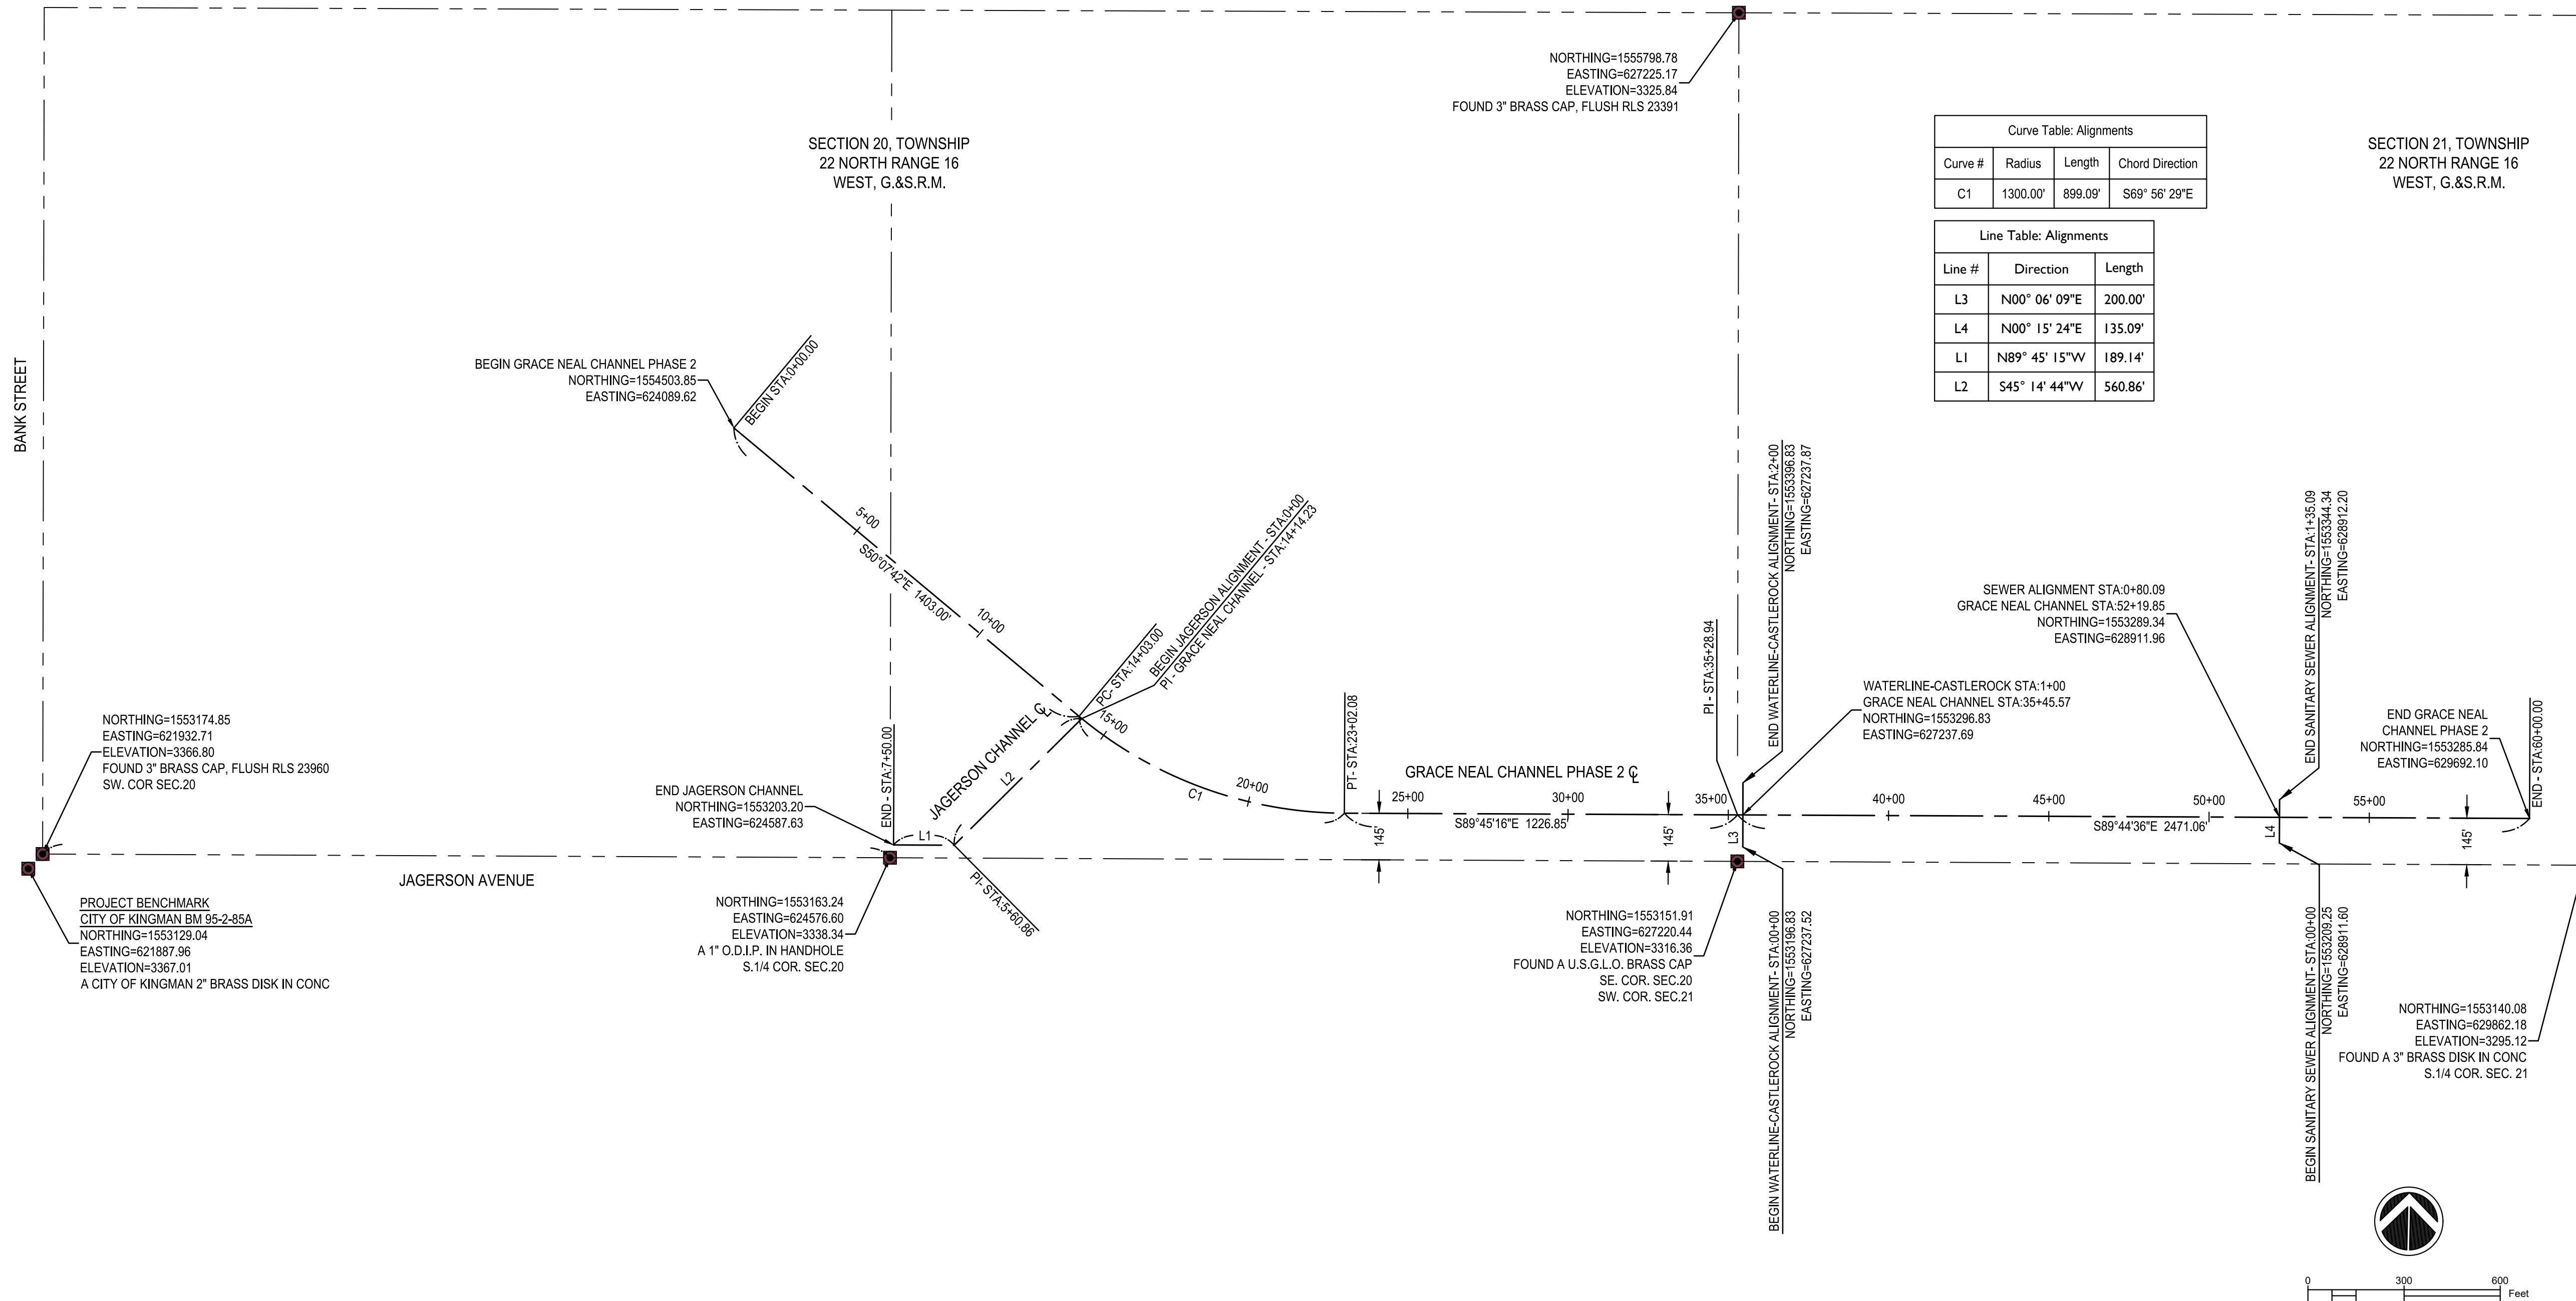 NORTHING=1555798.78
EASTING=627225.17
ELEVATION=3325.84
FOUND 3" BRASS CAP, FLUSH RLS 23391
SECTION 20, TOWNSHIP
22 NORTH RANGE 16
WEST, G.&S.R.M.
Curve Table: Alignments
Curve # Radius Length Chord Direction
C1 1300.00' 899.09' S69° 56' 29"E
SECTION 21, TOWNSHIP
22 NORTH RANGE 16
WEST, G.&S.R.M.
Line Table: Alignments
Line # Direction Length
L3 N00° 06' 09"E 200.00'
L4 N00° 15' 24"E 135.09'
L1 N89° 45' 15"W 189.14'
L2 S45° 14' 44"W 560.86'
BANK STREET
BEGIN GRACE NEAL CHANNEL PHASE 2
NORTHING=1554503.85
EASTING=624089.62
BEGIN STA:0+00.00
5+00
S50°07'42"E 1403.00'
10+00
PC- STA:14+03.00
BEGIN JAGERSON ALIGNMENT - STA:0+00
PI - GRACE NEAL CHANNEL - STA:14+14.23
15+00
JAGERSON CHANNEL CL
L2
C1
20+00
PT- STA:23+02.08
GRACE NEAL CHANNEL PHASE 2 CL
25+00
30+00
35+00
40+00
45+00
50+00
55+00
S89°45'16"E 1226.85'
S89°44'36"E 2471.06'
145'
145'
145'
PI - STA:35+28.94
END WATERLINE-CASTLEROCK ALIGNMENT- STA:2+00
NORTHING=1553396.83
EASTING=627237.87
WATERLINE-CASTLEROCK STA:1+00
GRACE NEAL CHANNEL STA:35+45.57
NORTHING=1553296.83
EASTING=627237.69
SEWER ALIGNMENT STA:0+80.09
GRACE NEAL CHANNEL STA:52+19.85
NORTHING=1553289.34
EASTING=628911.96
END SANITARY SEWER ALIGNMENT- STA:1+35.09
NORTHING=1553344.34
EASTING=628912.20
END GRACE NEAL
CHANNEL PHASE 2
NORTHING=1553285.84
EASTING=629692.10
END - STA:60+00.00
L3
L4
NORTHING=1553174.85
EASTING=621932.71
ELEVATION=3366.80
FOUND 3" BRASS CAP, FLUSH RLS 23960
SW. COR SEC.20
END JAGERSON CHANNEL
NORTHING=1553203.20
EASTING=624587.63
END - STA:7+50.00
L1
PI- STA:5+60.86
JAGERSON AVENUE
PROJECT BENCHMARK
CITY OF KINGMAN BM 95-2-85A
NORTHING=1553129.04
EASTING=621887.96
ELEVATION=3367.01
A CITY OF KINGMAN 2" BRASS DISK IN CONC
NORTHING=1553163.24
EASTING=624576.60
ELEVATION=3338.34
A 1" O.D.I.P. IN HANDHOLE
S.1/4 COR. SEC.20
NORTHING=1553151.91
EASTING=627220.44
ELEVATION=3316.36
FOUND A U.S.G.L.O. BRASS CAP
SE. COR. SEC.20
SW. COR. SEC.21
BEGIN WATERLINE-CASTLEROCK ALIGNMENT- STA:00+00
NORTHING=1553196.83
EASTING=627237.52
BEGIN SANITARY SEWER ALIGNMENT- STA:00+00
NORTHING=1553209.25
EASTING=628911.60
NORTHING=1553140.08
EASTING=629862.18
ELEVATION=3295.12
FOUND A 3" BRASS DISK IN CONC
S.1/4 COR. SEC. 21
0 300 600
Feet